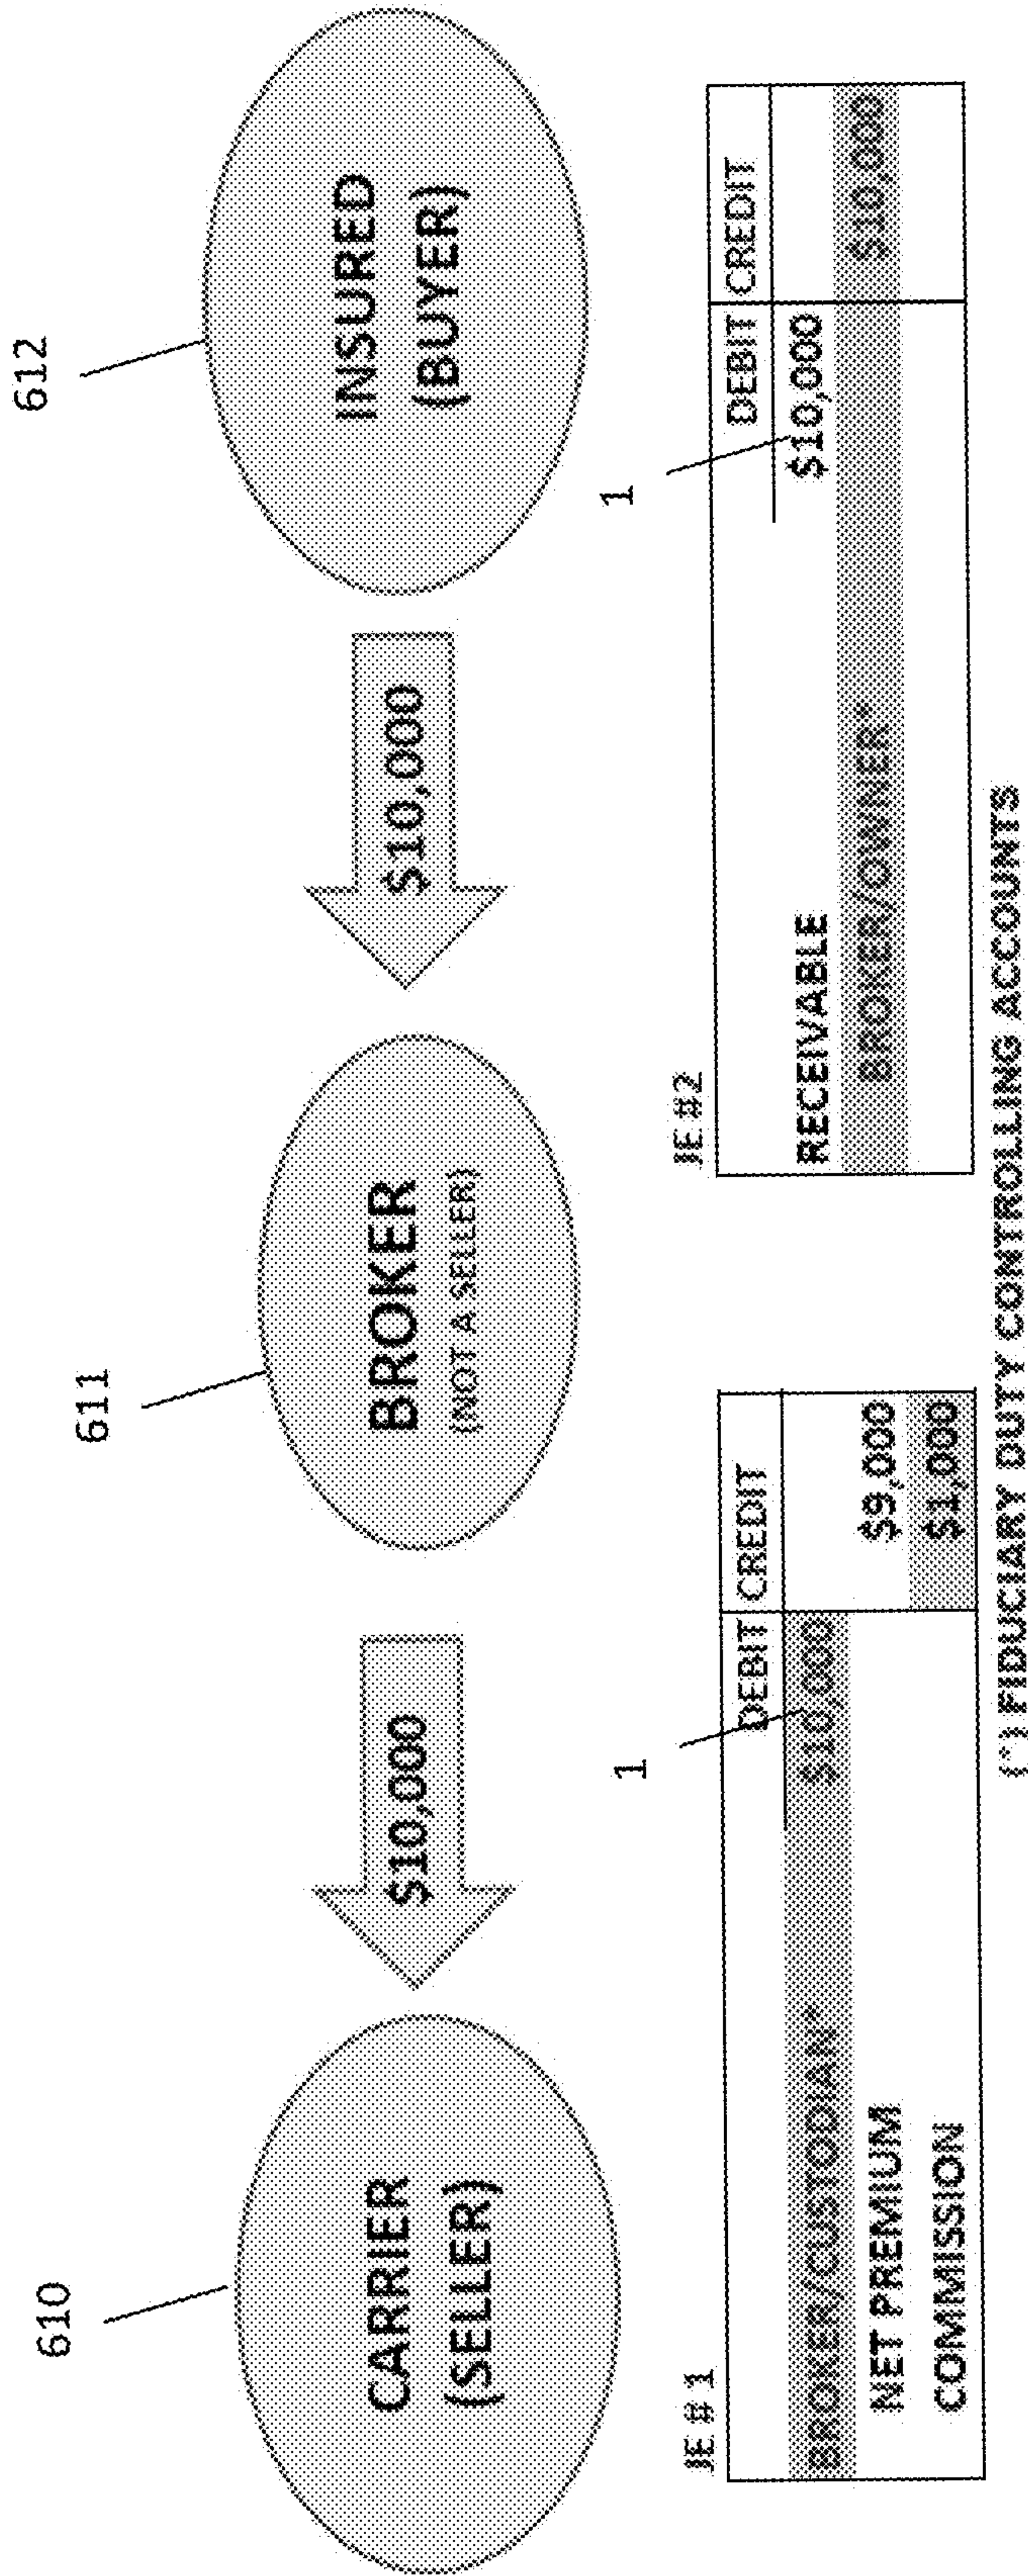 610
611
612
CARRIER
(SELLER)
$10,000
BROKER
(NOT A SELLER)
$10,000
INSURED
(BUYER)
JE # 1
1
DEBIT CREDIT
BROKER/CUSTODIAN* $10,000
NET PREMIUM $9,000
COMMISSION $1,000
JE #2
1
DEBIT CREDIT
RECEIVABLE $10,000
BROKER/OWNER* $10,000
(*) FIDUCIARY DUTY CONTROLLING ACCOUNTS